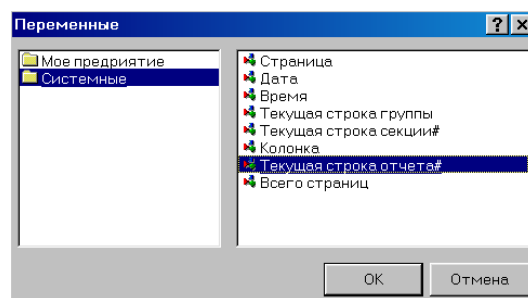 Переменные
Мое предприятие
Системные
Страница
Дата
Время
Текущая строка группы
Текущая строка секции#
Колонка
Текущая строка отчета#
Всего страниц
OK
Отмена